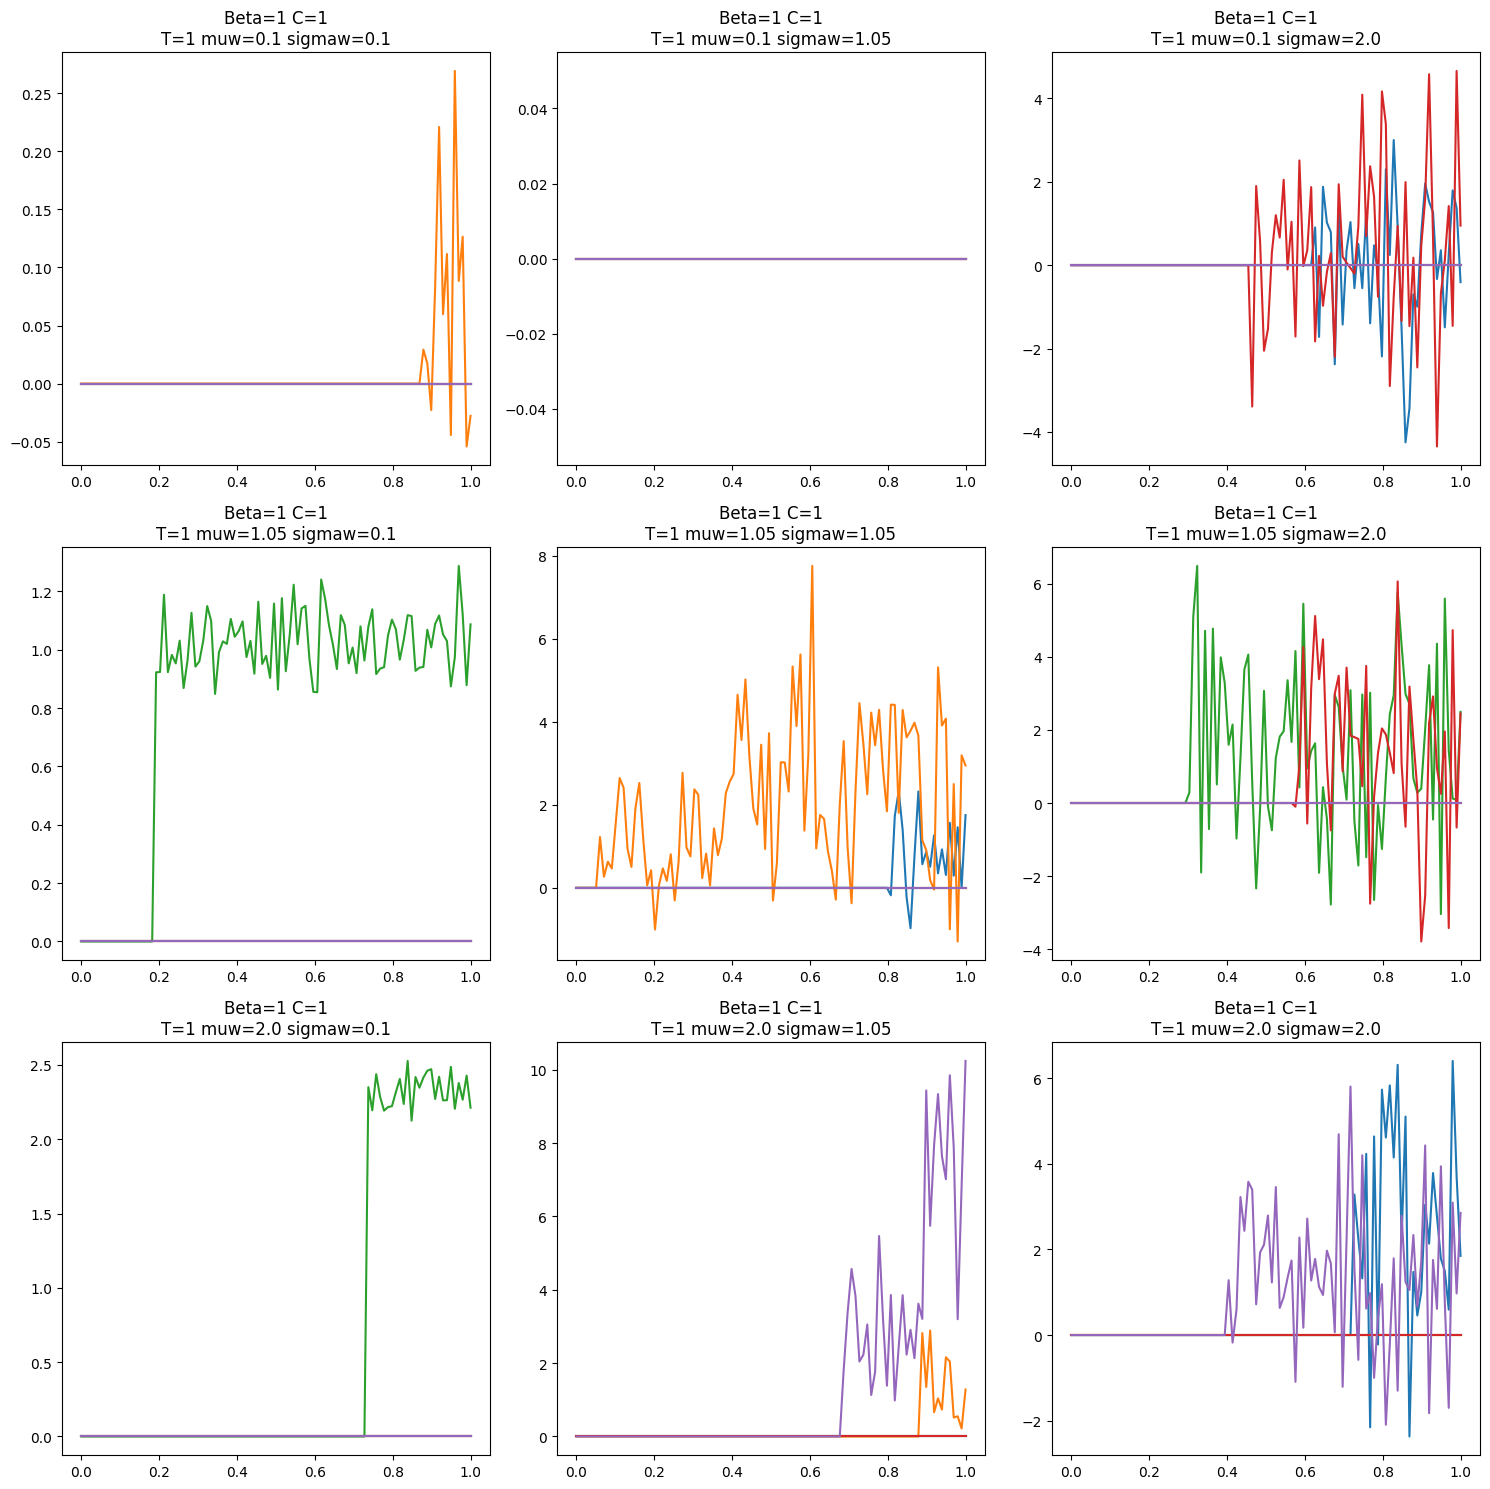 Beta=1 C=1
T=1 muw=0.1 sigmaw=0.1
0.25
0.20
0.15
0.10
0.05
0.00
−0.05
0.0 0.2 0.4 0.6 0.8 1.0
Beta=1 C=1
T=1 muw=0.1 sigmaw=1.05
0.04
0.02
0.00
−0.02
−0.04
0.0 0.2 0.4 0.6 0.8 1.0
Beta=1 C=1
T=1 muw=0.1 sigmaw=2.0
4
2
0
−2
−4
0.0 0.2 0.4 0.6 0.8 1.0
Beta=1 C=1
T=1 muw=1.05 sigmaw=0.1
1.2
1.0
0.8
0.6
0.4
0.2
0.0
0.0 0.2 0.4 0.6 0.8 1.0
Beta=1 C=1
T=1 muw=1.05 sigmaw=1.05
8
6
4
2
0
0.0 0.2 0.4 0.6 0.8 1.0
Beta=1 C=1
T=1 muw=1.05 sigmaw=2.0
6
4
2
0
−2
−4
0.0 0.2 0.4 0.6 0.8 1.0
Beta=1 C=1
T=1 muw=2.0 sigmaw=0.1
2.5
2.0
1.5
1.0
0.5
0.0
0.0 0.2 0.4 0.6 0.8 1.0
Beta=1 C=1
T=1 muw=2.0 sigmaw=1.05
10
8
6
4
2
0
0.0 0.2 0.4 0.6 0.8 1.0
Beta=1 C=1
T=1 muw=2.0 sigmaw=2.0
6
4
2
0
−2
0.0 0.2 0.4 0.6 0.8 1.0